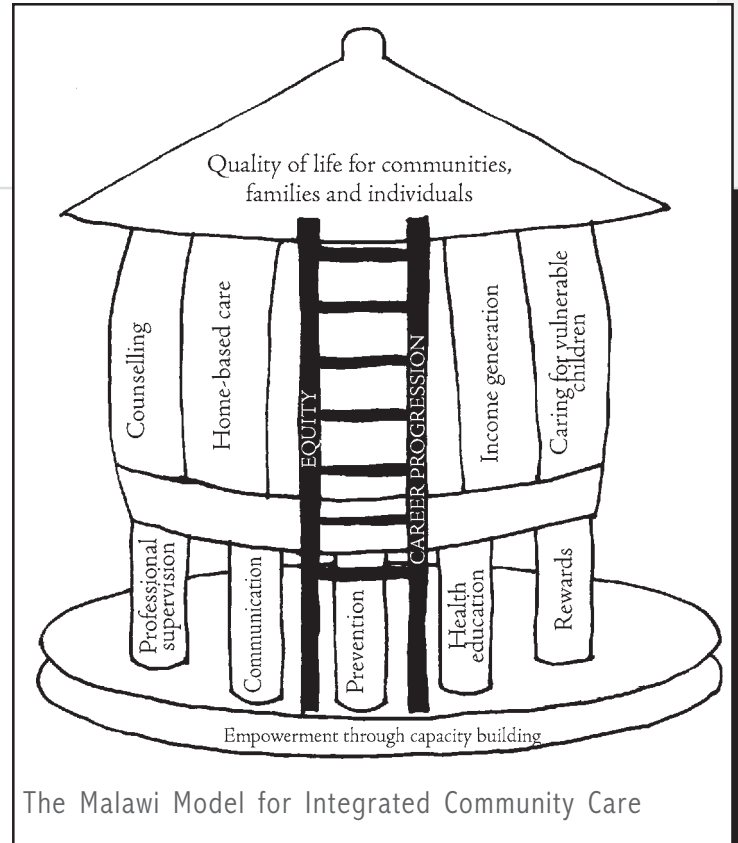 Quality of life for communities,
families and individuals
Counselling
Home-based care
EQUITY
CAREER PROGRESSION
Income generation
Caring for vulnerable
children
Professional
supervision
Communication
Prevention
Health
education
Rewards
Empowerment through capacity building
The Malawi Model for Integrated Community Care